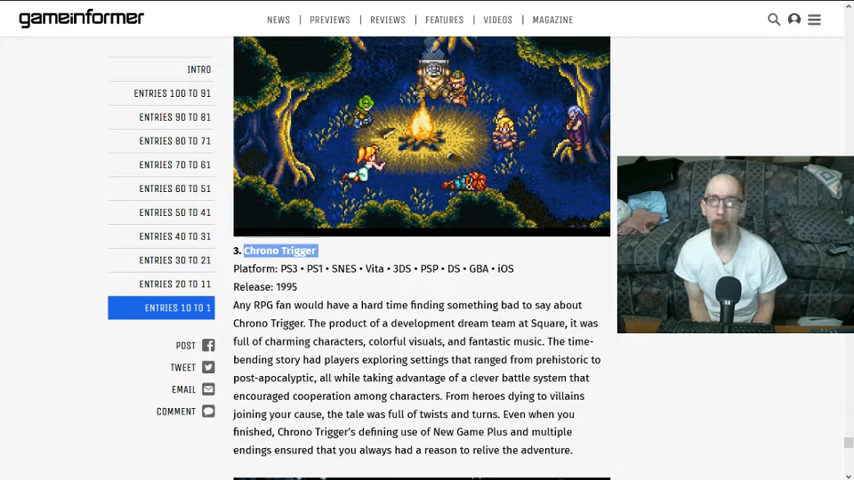 gameinformer
NEWS | PREVIEWS | REVIEWS | FEATURES | VIDEOS | MAGAZINE
INTRO
ENTRIES 100 TO 91
ENTRIES 90 TO 81
ENTRIES 80 TO 71
ENTRIES 70 TO 61
ENTRIES 60 TO 51
ENTRIES 50 TO 41
ENTRIES 40 TO 31
ENTRIES 30 TO 21
ENTRIES 20 TO 11
ENTRIES 10 TO 1
POST
TWEET
EMAIL
COMMENT
3. Chrono Trigger
Platform: PS3 • PS1 • SNES • Vita • 3DS • PSP • DS • GBA • iOS
Release: 1995
Any RPG fan would have a hard time finding something bad to say about
Chrono Trigger. The product of a development dream team at Square, it was
full of charming characters, colorful visuals, and fantastic music. The time-
bending story had players exploring settings that ranged from prehistoric to
post-apocalyptic, all while taking advantage of a clever battle system that
encouraged cooperation among characters. From heroes dying to villains
joining your cause, the tale was full of twists and turns. Even when you
finished, Chrono Trigger's defining use of New Game Plus and multiple
endings ensured that you always had a reason to relive the adventure.